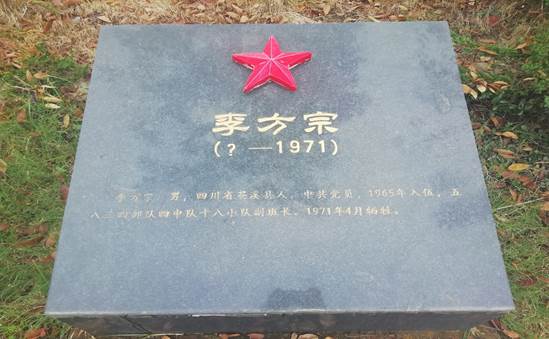 李方宗
(？—1971)
李方宗，男，四川省花溪县人，中共党员，1965年入伍，五
八三四部队四中队十八小队副班长，1971年4月牺牲。